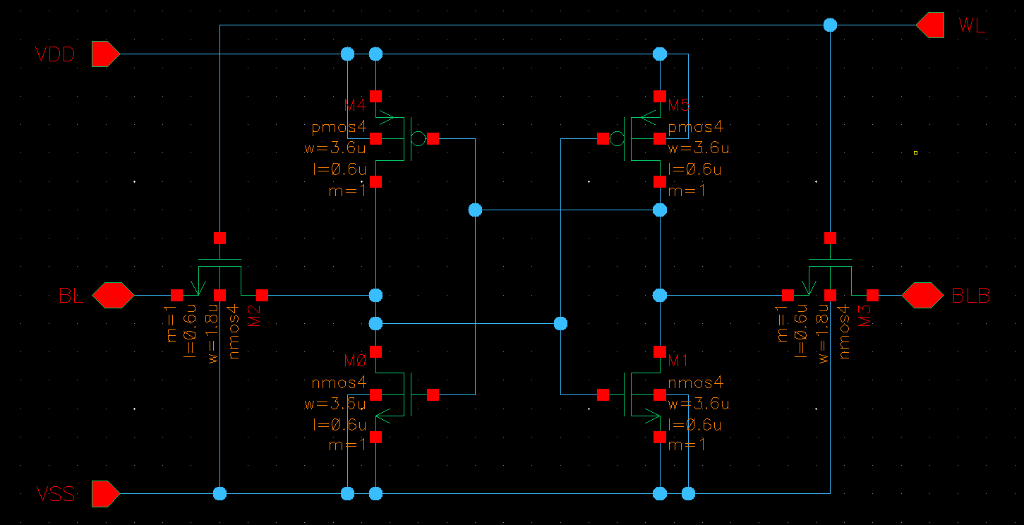 WL
VDD
M4
pmos4
w=3.6u
l=0.6u
m=1
M5
pmos4
w=3.6u
l=0.6u
m=1
BL
m=1
l=0.6u
w=1.8u
nmos4
M2
m=1
l=0.6u
w=1.8u
nmos4
M3
BLB
M0
nmos4
w=3.6u
l=0.6u
m=1
M1
nmos4
w=3.6u
l=0.6u
m=1
VSS